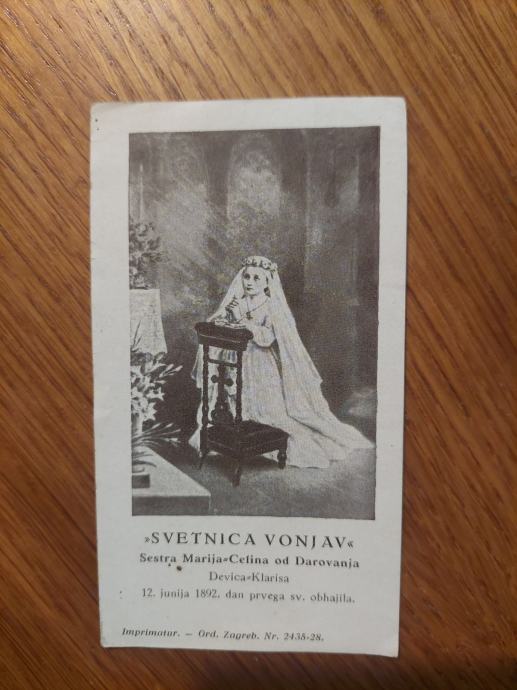 »SVETNICA VONJAV«
Sestra Marija-Celina od Darovanja
Devica-Klarisa
12. junija 1892. dan prvega sv. obhajila.
Imprimatur. — Ord. Zagreb. Nr. 2435-28.